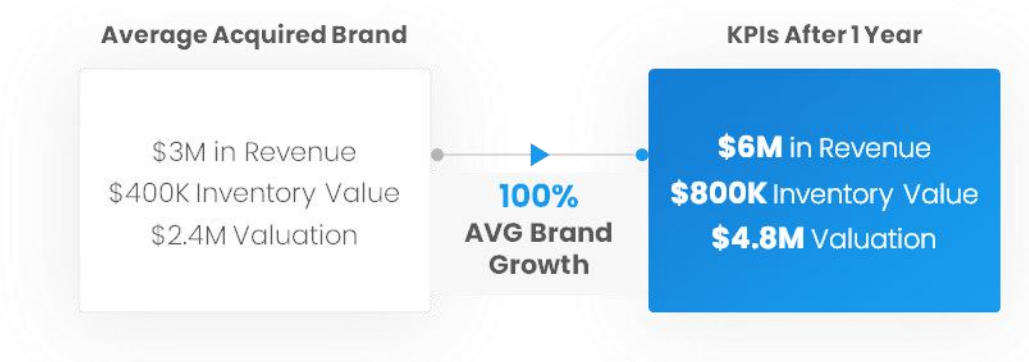 Average Acquired Brand
$3M in Revenue
$400K Inventory Value
$2.4M Valuation
100%
AVG Brand
Growth
KPIs After 1 Year
$6M in Revenue
$800K Inventory Value
$4.8M Valuation